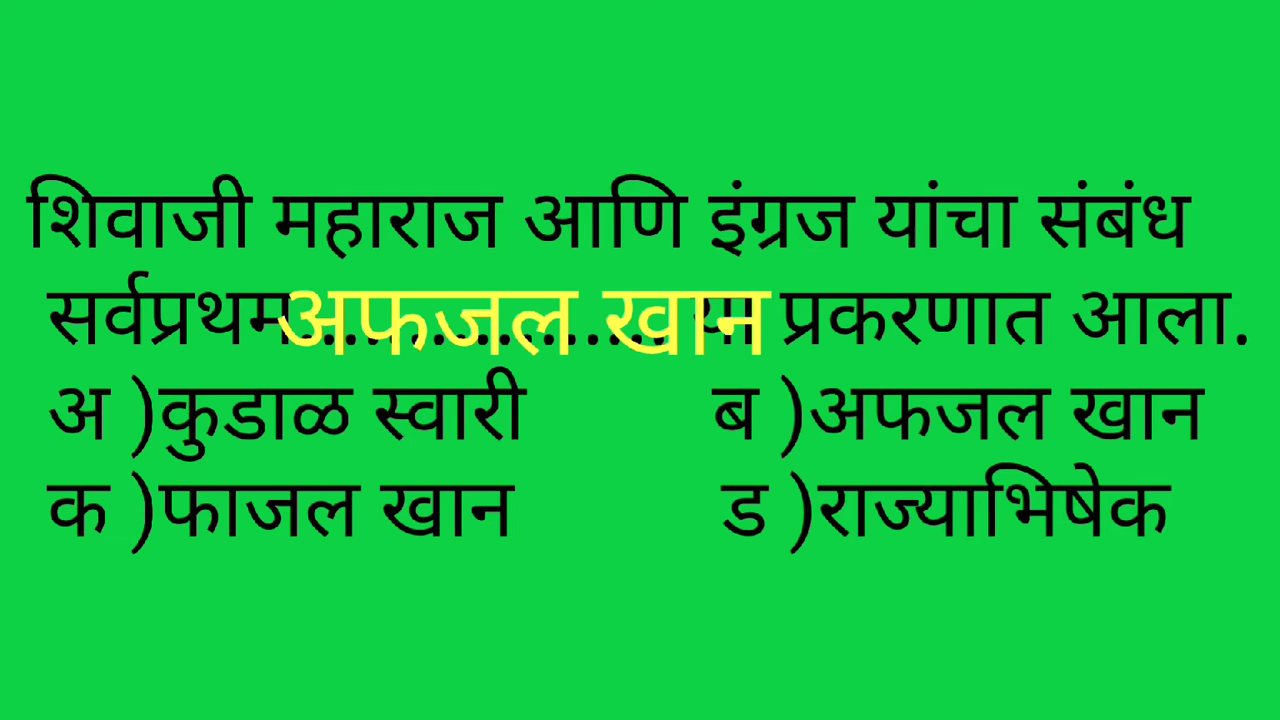 शिवाजी महाराज आणि इंग्रज यांचा संबंध
सर्वप्रथम..................या प्रकरणात आला.
अफजल खान
अ )कुडाळ स्वारी ब )अफजल खान
क )फाजल खान ड )राज्याभिषेक